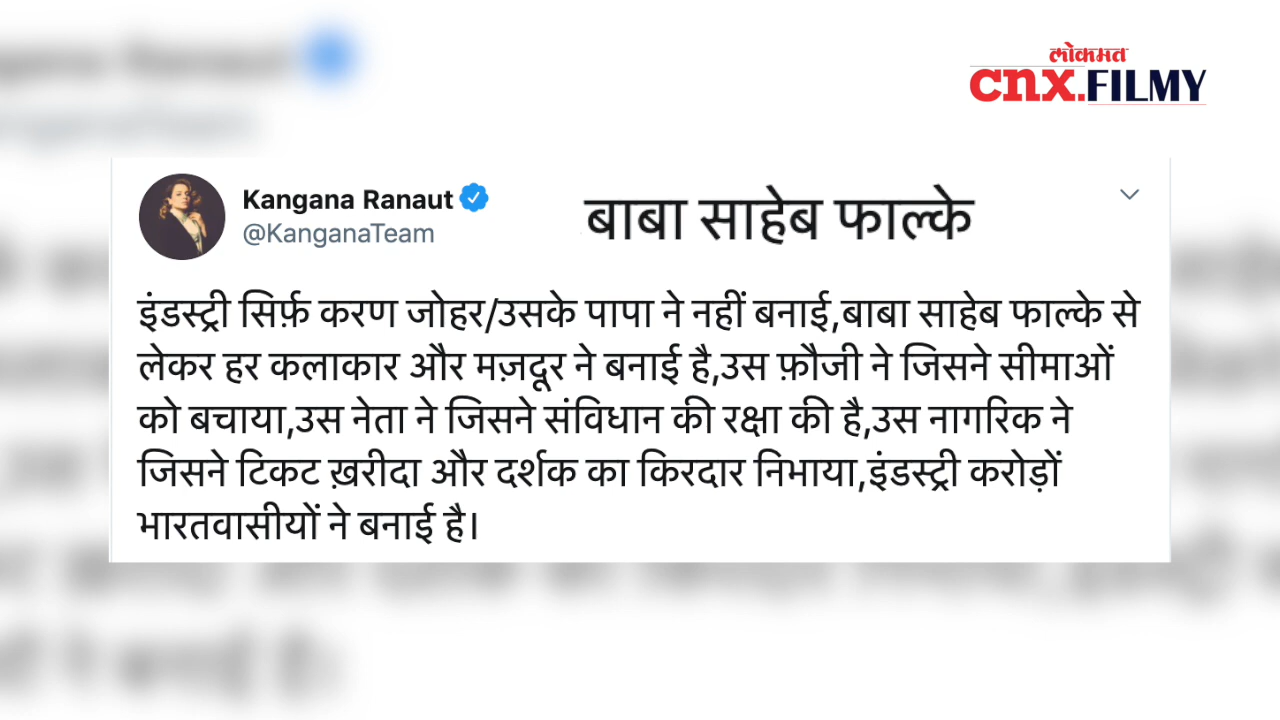 लोकमत
cnx.FILMY
Kangana Ranaut
@KanganaTeam
बाबा साहेब फाल्के
इंडस्ट्री सिर्फ़ करण जोहर/उसके पापा ने नहीं बनाई,बाबा साहेब फाल्के से
लेकर हर कलाकार और मज़दूर ने बनाई है,उस फ़ौजी ने जिसने सीमाओं
को बचाया,उस नेता ने जिसने संविधान की रक्षा की है,उस नागरिक ने
जिसने टिकट ख़रीदा और दर्शक का किरदार निभाया,इंडस्ट्री करोड़ों
भारतवासीयों ने बनाई है।